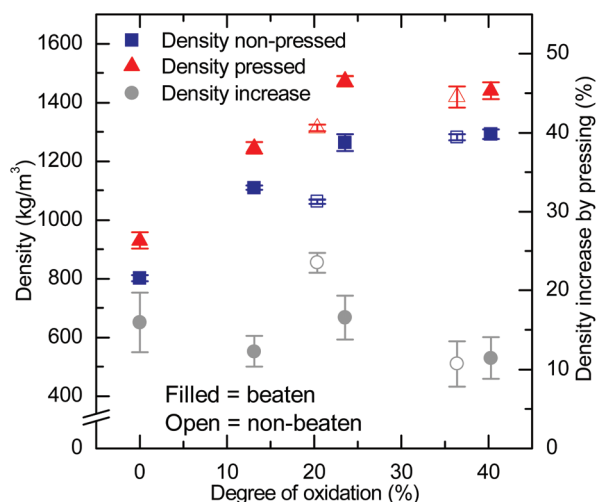 1600
1400
1200
1000
800
600
400
0
Density (kg/m³)
Density non-pressed
Density pressed
Density increase
Filled = beaten
Open = non-beaten
50
40
30
20
10
0
Density increase by pressing (%)
0
10
20
30
40
50
Degree of oxidation (%)